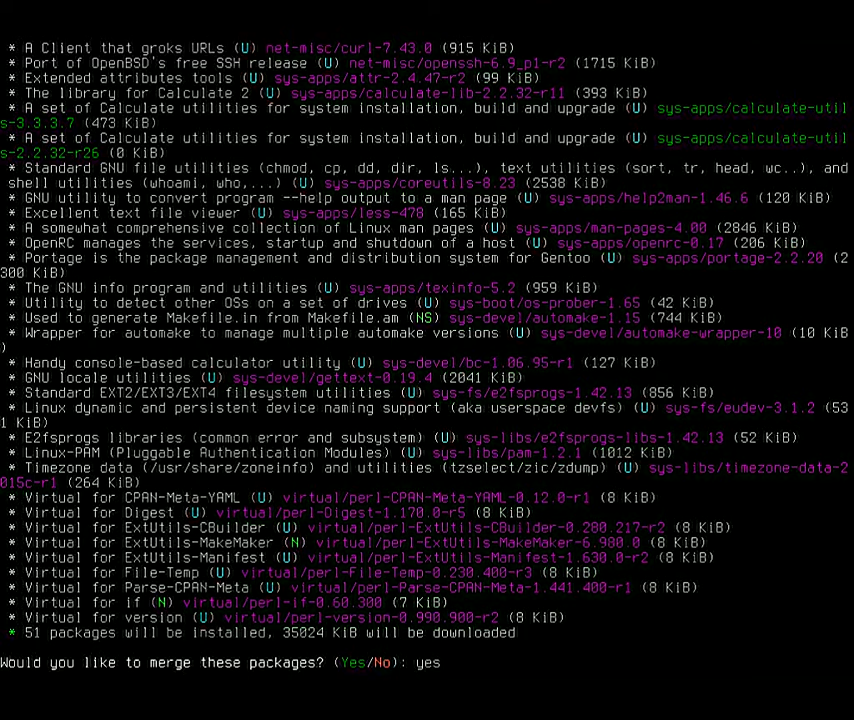 * A Client that groks URLs (U) net-misc/curl-7.43.0 (915 KiB)
* Port of OpenBSD's free SSH release (U) net-misc/openssh-6.9_p1-r2 (1715 KiB)
* Extended attributes tools (U) sys-apps/attr-2.4.47-r2 (99 KiB)
* The library for Calculate 2 (U) sys-apps/calculate-lib-2.2.32-r11 (393 KiB)
* A set of Calculate utilities for system installation, build and upgrade (U) sys-apps/calculate-util
s-3.3.3.7 (473 KiB)
* A set of Calculate utilities for system installation, build and upgrade (U) sys-apps/calculate-util
s-2.2.32-r26 (0 KiB)
* Standard GNU file utilities (chmod, cp, dd, dir, ls...), text utilities (sort, tr, head, wc..), and
shell utilities (whoami, who,...) (U) sys-apps/coreutils-8.23 (2538 KiB)
* GNU utility to convert program --help output to a man page (U) sys-apps/help2man-1.46.6 (120 KiB)
* Excellent text file viewer (U) sys-apps/less-478 (165 KiB)
* A somewhat comprehensive collection of Linux man pages (U) sys-apps/man-pages-4.00 (2846 KiB)
* OpenRC manages the services, startup and shutdown of a host (U) sys-apps/openrc-0.17 (206 KiB)
* Portage is the package management and distribution system for Gentoo (U) sys-apps/portage-2.2.20 (2
300 KiB)
* The GNU info program and utilities (U) sys-apps/texinfo-5.2 (959 KiB)
* Utility to detect other OSs on a set of drives (U) sys-boot/os-prober-1.65 (42 KiB)
* Used to generate Makefile.in from Makefile.am (NS) sys-devel/automake-1.15 (744 KiB)
* Wrapper for automake to manage multiple automake versions (U) sys-devel/automake-wrapper-10 (10 KiB
)
* Handy console-based calculator utility (U) sys-devel/bc-1.06.95-r1 (127 KiB)
* GNU locale utilities (U) sys-devel/gettext-0.19.4 (2041 KiB)
* Standard EXT2/EXT3/EXT4 filesystem utilities (U) sys-fs/e2fsprogs-1.42.13 (856 KiB)
* Linux dynamic and persistent device naming support (aka userspace devfs) (U) sys-fs/eudev-3.1.2 (53
1 KiB)
* E2fsprogs libraries (common error and subsystem) (U) sys-libs/e2fsprogs-libs-1.42.13 (52 KiB)
* Linux-PAM (Pluggable Authentication Modules) (U) sys-libs/pam-1.2.1 (1012 KiB)
* Timezone data (/usr/share/zoneinfo) and utilities (tzselect/zic/zdump) (U) sys-libs/timezone-data-2
015c-r1 (264 KiB)
* Virtual for CPAN-Meta-YAML (U) virtual/perl-CPAN-Meta-YAML-0.12.0-r1 (8 KiB)
* Virtual for Digest (U) virtual/perl-Digest-1.170.0-r5 (8 KiB)
* Virtual for ExtUtils-CBuilder (U) virtual/perl-ExtUtils-CBuilder-0.280.217-r2 (8 KiB)
* Virtual for ExtUtils-MakeMaker (N) virtual/perl-ExtUtils-MakeMaker-6.980.0 (8 KiB)
* Virtual for ExtUtils-Manifest (U) virtual/perl-ExtUtils-Manifest-1.630.0-r2 (8 KiB)
* Virtual for File-Temp (U) virtual/perl-File-Temp-0.230.400-r3 (8 KiB)
* Virtual for Parse-CPAN-Meta (U) virtual/perl-Parse-CPAN-Meta-1.441.400-r1 (8 KiB)
* Virtual for if (N) virtual/perl-if-0.60.300 (7 KiB)
* Virtual for version (U) virtual/perl-version-0.990.900-r2 (8 KiB)
* 51 packages will be installed, 35024 KiB will be downloaded
Would you like to merge these packages? (Yes/No): yes